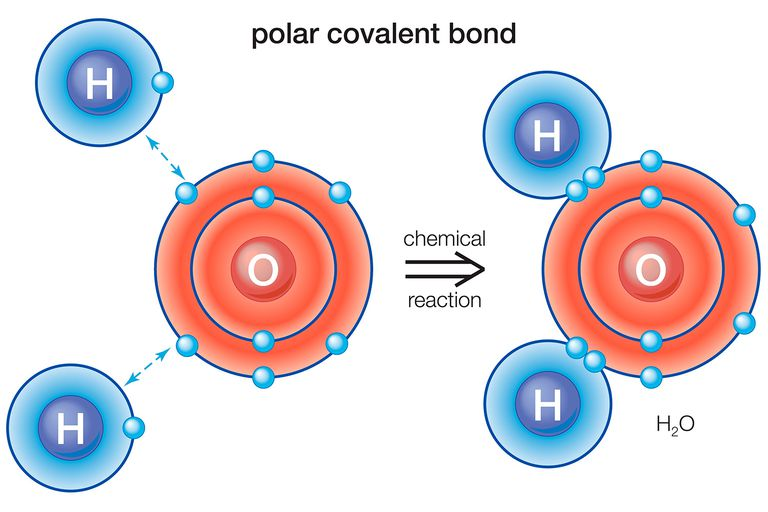 polar covalent bond
H
H
O
O
chemical
reaction
H
H
H₂O